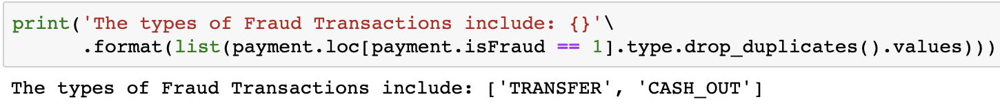 print('The types of Fraud Transactions include: {}'\
.format(list(payment.loc[payment.isFraud == 1].type.drop_duplicates().values)))
The types of Fraud Transactions include: ['TRANSFER', 'CASH_OUT']